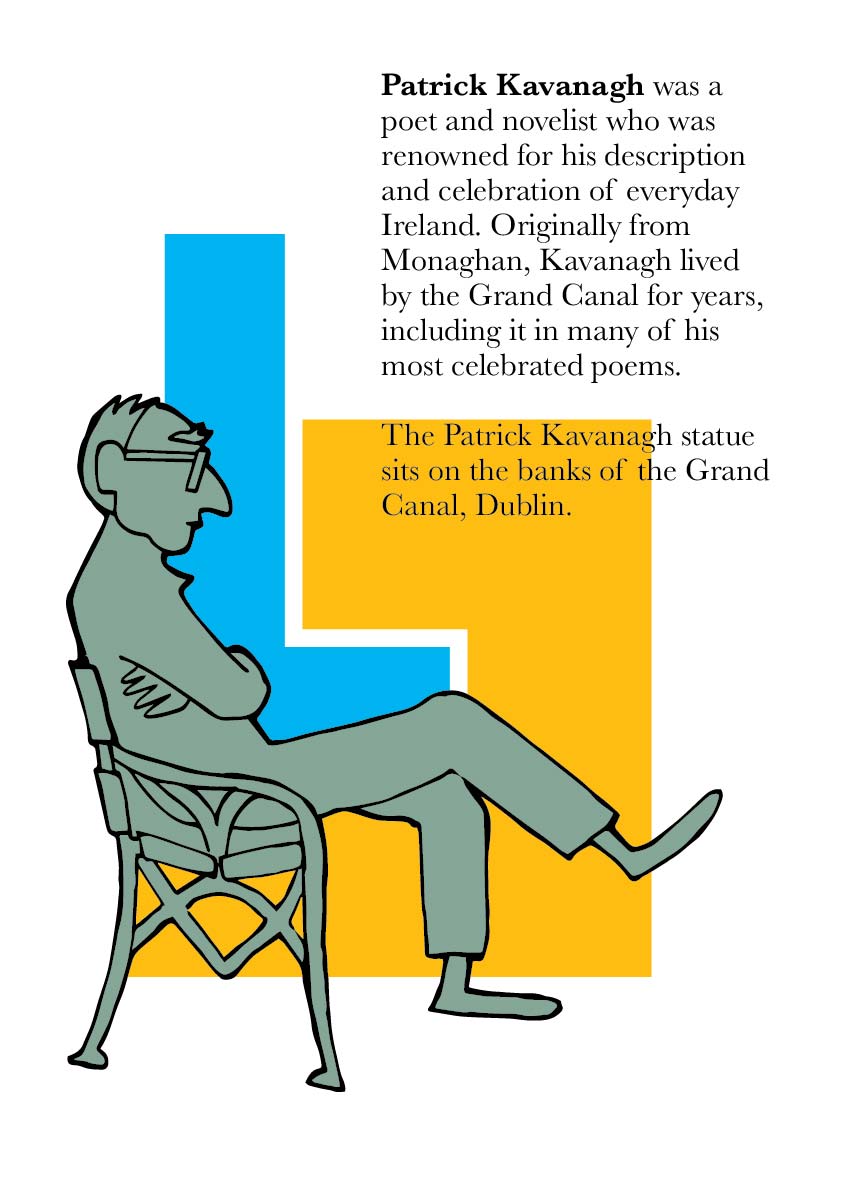 Patrick Kavanagh was a
poet and novelist who was
renowned for his description
and celebration of everyday
Ireland. Originally from
Monaghan, Kavanagh lived
by the Grand Canal for years,
including it in many of his
most celebrated poems.
The Patrick Kavanagh statue
sits on the banks of the Grand
Canal, Dublin.